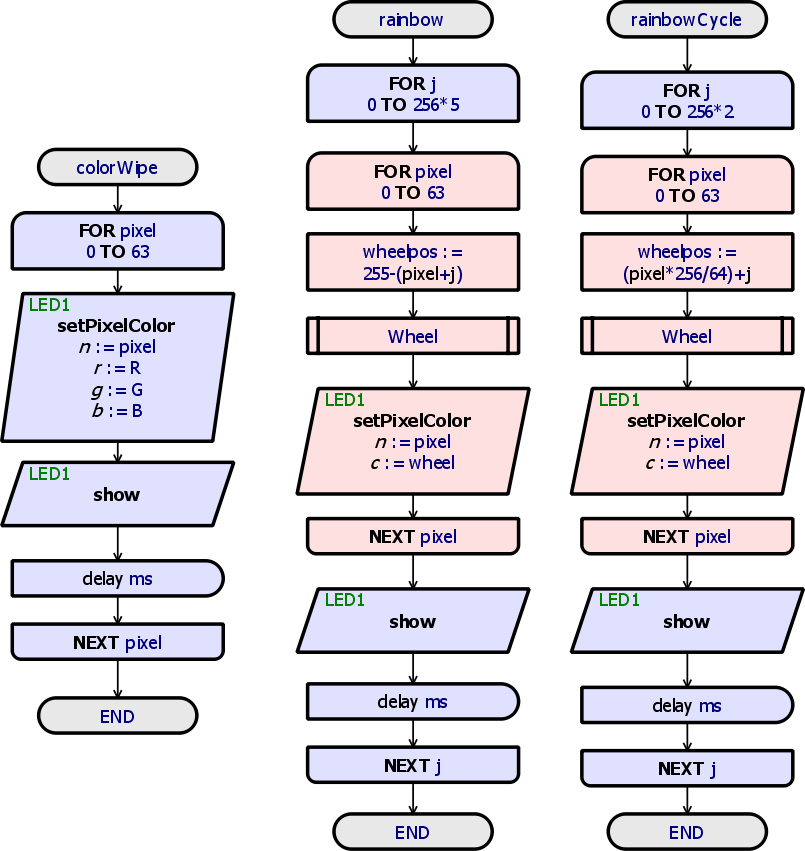 colorWipe
FOR pixel
0 TO 63
LED1
setPixelColor
n := pixel
r := R
g := G
b := B
LED1
show
delay ms
NEXT pixel
END
rainbow
FOR j
0 TO 256*5
FOR pixel
0 TO 63
wheelpos :=
255-(pixel+j)
Wheel
LED1
setPixelColor
n := pixel
c := wheel
NEXT pixel
LED1
show
delay ms
NEXT j
END
rainbowCycle
FOR j
0 TO 256*2
FOR pixel
0 TO 63
wheelpos :=
(pixel*256/64)+j
Wheel
LED1
setPixelColor
n := pixel
c := wheel
NEXT pixel
LED1
show
delay ms
NEXT j
END